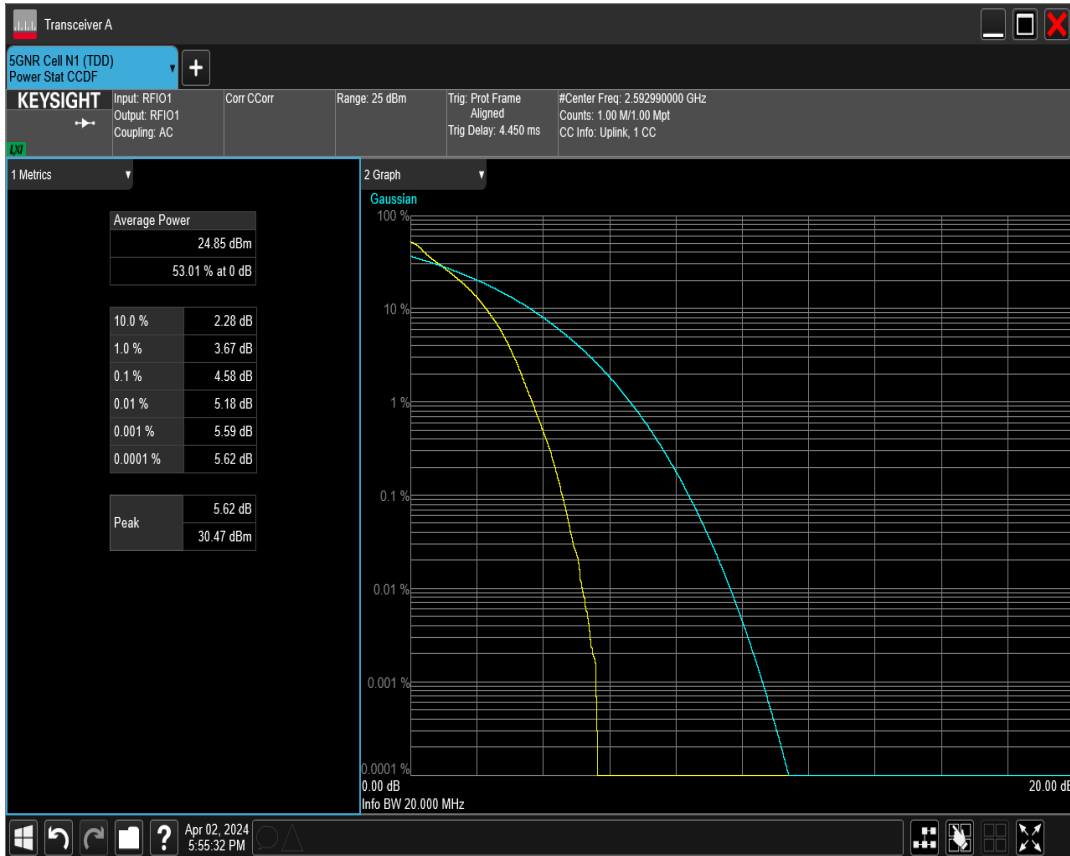 Transceiver A
5GNR Cell N1 (TDD)
Power Stat CCDF
+
KEYSIGHT
LXI
Input: RFIO1
Output: RFIO1
Coupling: AC
Corr CCorr
Range: 25 dBm
Trig: Prot Frame
Aligned
Trig Delay: 4.450 ms
#Center Freq: 2.592990000 GHz
Counts: 1.00 M/1.00 Mpt
CC Info: Uplink, 1 CC
1 Metrics
Average Power
24.85 dBm
53.01 % at 0 dB
10.0 % 2.28 dB
1.0 % 3.67 dB
0.1 % 4.58 dB
0.01 % 5.18 dB
0.001 % 5.59 dB
0.0001 % 5.62 dB
Peak
5.62 dB
30.47 dBm
2 Graph
Gaussian
100 %
10 %
1 %
0.1 %
0.01 %
0.001 %
0.0001 %
0.00 dB
20.00 dB
Info BW 20.000 MHz
?
Apr 02, 2024
5:55:32 PM